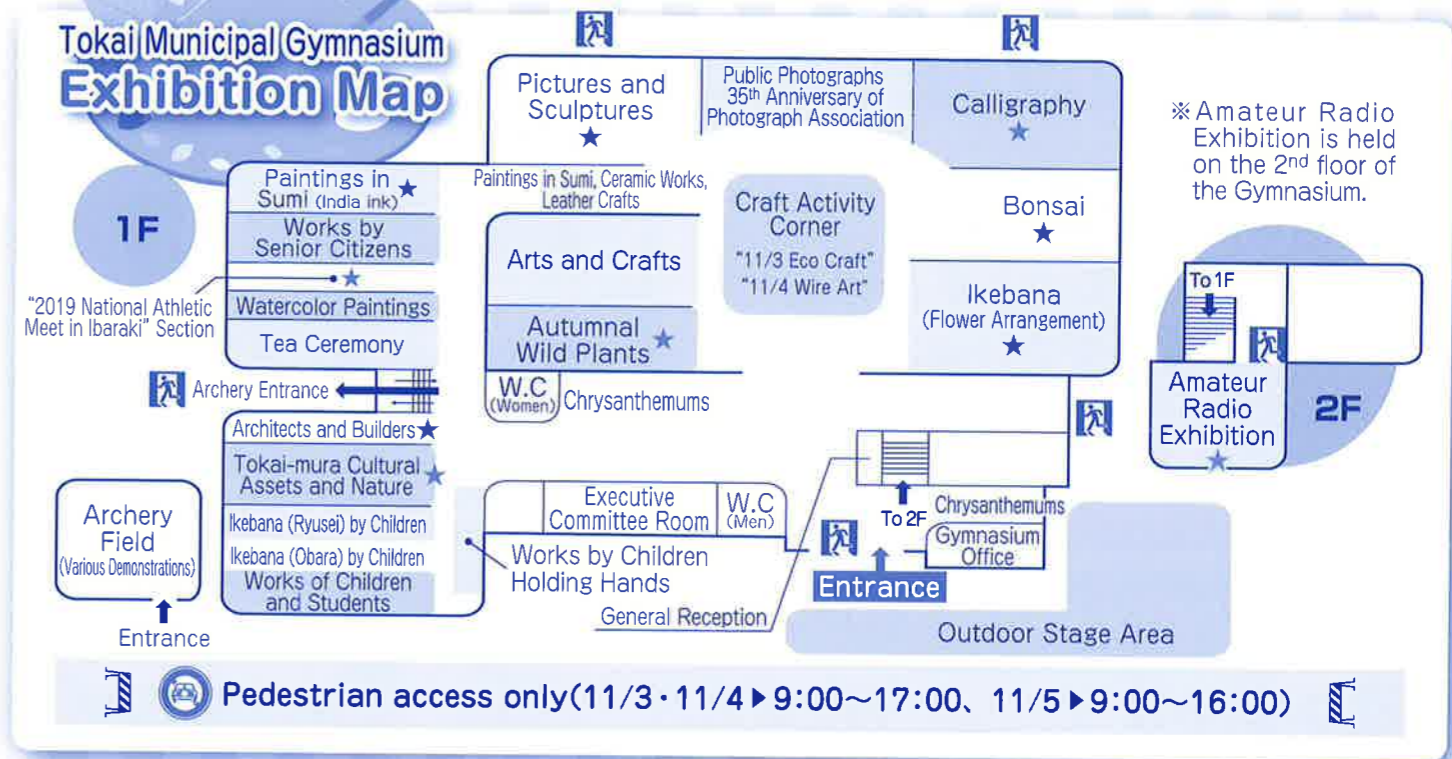 Tokai Municipal Gymnasium
Exhibition Map
1F
Pictures and
Sculptures
★
Public Photographs
35th Anniversary of
Photograph Association
Calligraphy
★
※Amateur Radio
Exhibition is held
on the 2nd floor of
the Gymnasium.
Paintings in
Sumi (India ink) ★
Works by
Senior Citizens
★
"2019 National Athletic
Meet in Ibaraki" Section
Watercolor Paintings
Tea Ceremony
Paintings in Sumi, Ceramic Works,
Leather Crafts
Arts and Crafts
Autumnal
Wild Plants ★
Craft Activity
Corner
"11/3 Eco Craft"
"11/4 Wire Art"
Bonsai
★
Ikebana
(Flower Arrangement)
★
To 1F
Amateur
Radio
Exhibition
★
2F
Archery Entrance
W.C
(Women)
Chrysanthemums
Architects and Builders★
Tokai-mura Cultural
Assets and Nature ★
Ikebana (Ryusei) by Children
Ikebana (Obara) by Children
Works of Children
and Students
Archery
Field
(Various Demonstrations)
Entrance
Executive
Committee Room
W.C
(Men)
Works by Children
Holding Hands
General Reception
To 2F
Chrysanthemums
Gymnasium
Office
Entrance
Outdoor Stage Area
Pedestrian access only(11/3・11/4▶9:00～17:00、11/5▶9:00～16:00)